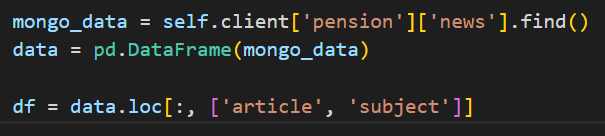 mongo_data = self.client['pension']['news'].find()
data = pd.DataFrame(mongo_data)
df = data.loc[:, ['article', 'subject']]